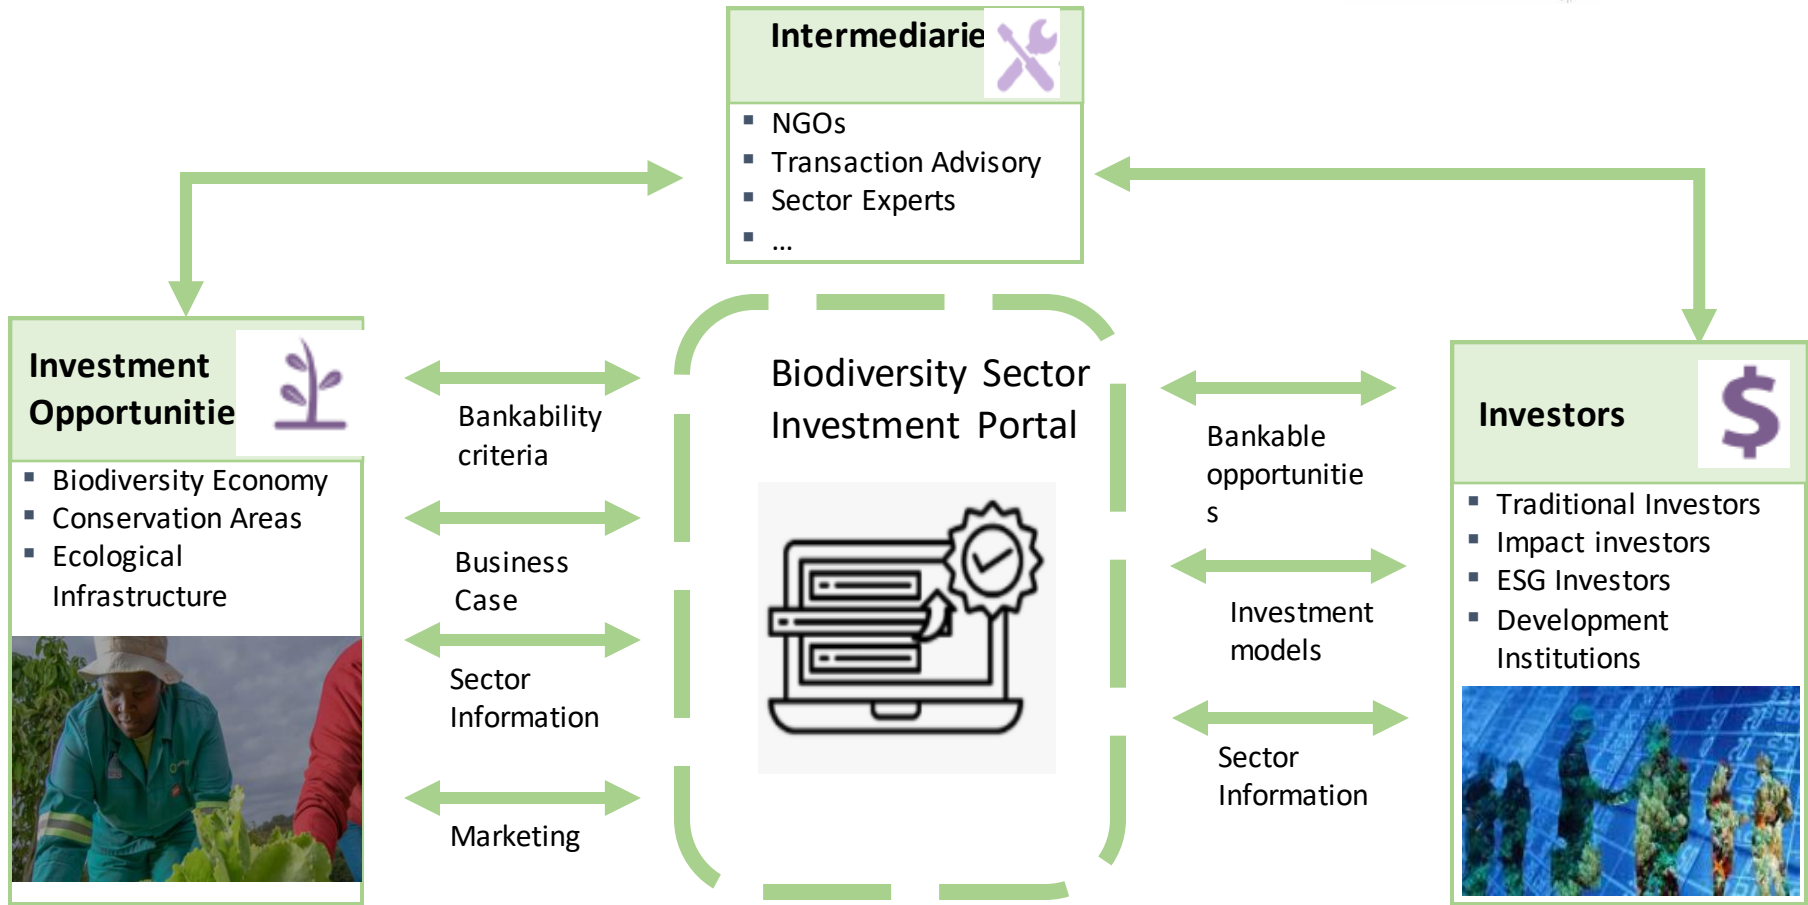 Intermediarie
NGOs
Transaction Advisory
Sector Experts
...
Investment
Opportunitie
Biodiversity Economy
Conservation Areas
Ecological
Infrastructure
Bankability
criteria
Business
Case
Sector
Information
Marketing
Biodiversity Sector
Investment Portal
Bankable
opportunitie
s
Investment
models
Sector
Information
Investors
$
Traditional Investors
Impact investors
ESG Investors
Development
Institutions